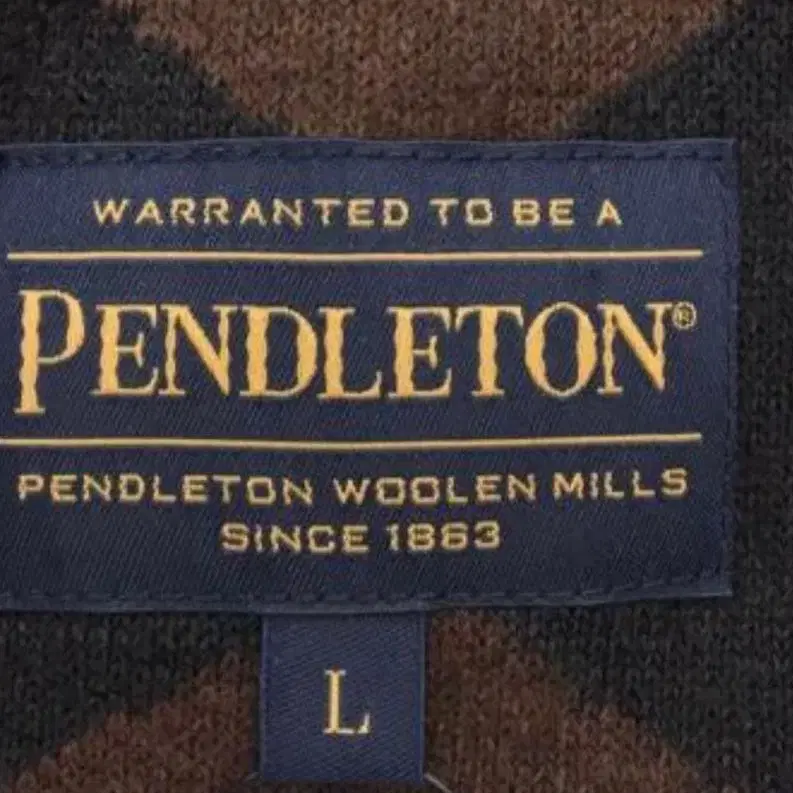 WARRANTED TO BE A
PENDLETON®
PENDLETON WOOLEN MILLS
SINCE 1863
L